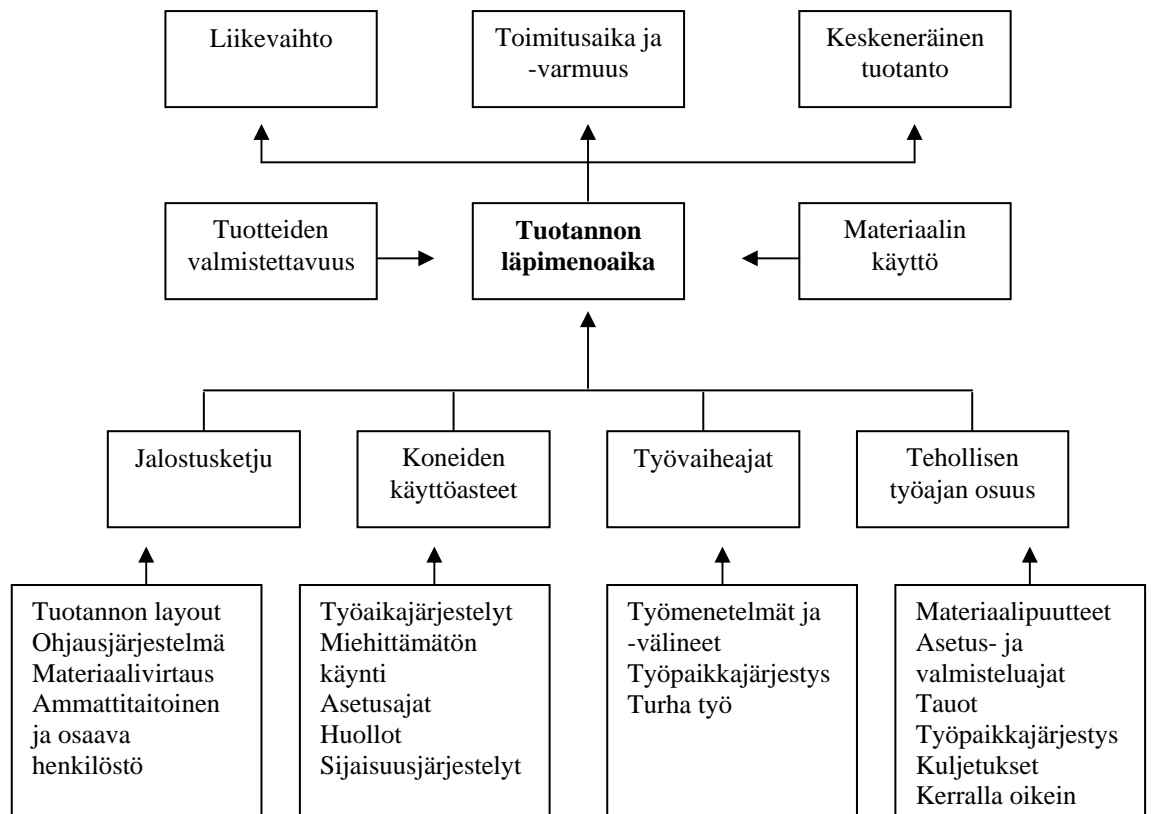 Liikevaihto
Toimitusaika ja
-varmuus
Keskeneräinen
tuotanto
Tuotteiden
valmistettavuus
Tuotannon
läpimenoaika
Materiaalin
käyttö
Jalostusketju
Koneiden
käyttöasteet
Työvaiheajat
Tehollisen
työajan osuus
Tuotannon layout
Ohjausjärjestelmä
Materiaalivirtaus
Ammattitaitoinen
ja osaava
henkilöstö
Työaikajärjestelyt
Miehittämätön
käynti
Asetusajat
Huollot
Sijaisuusjärjestelyt
Työmenetelmät ja
-välineet
Työpaikkajärjestys
Turha työ
Materiaalipuutteet
Asetus- ja
valmisteluajat
Tauot
Työpaikkajärjestys
Kuljetukset
Kerralla oikein